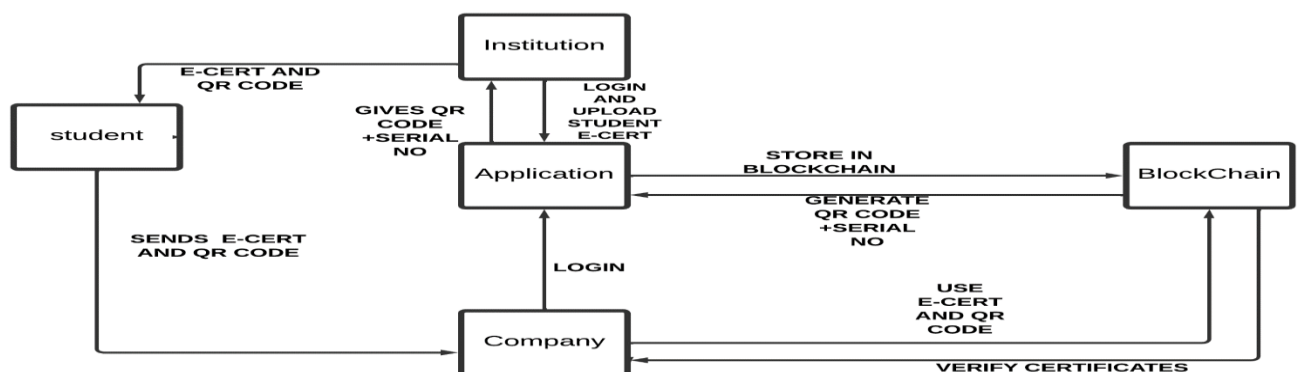 Institution
E-CERT AND
QR CODE
LOGIN
AND
UPLOAD
STUDENT
E-CERT
GIVES QR
CODE
+SERIAL
NO
student
Application
STORE IN
BLOCKCHAIN
BlockChain
GENERATE
QR CODE
+SERIAL
NO
SENDS E-CERT
AND QR CODE
LOGIN
USE
E-CERT
AND QR
CODE
Company
VERIFY CERTIFICATES